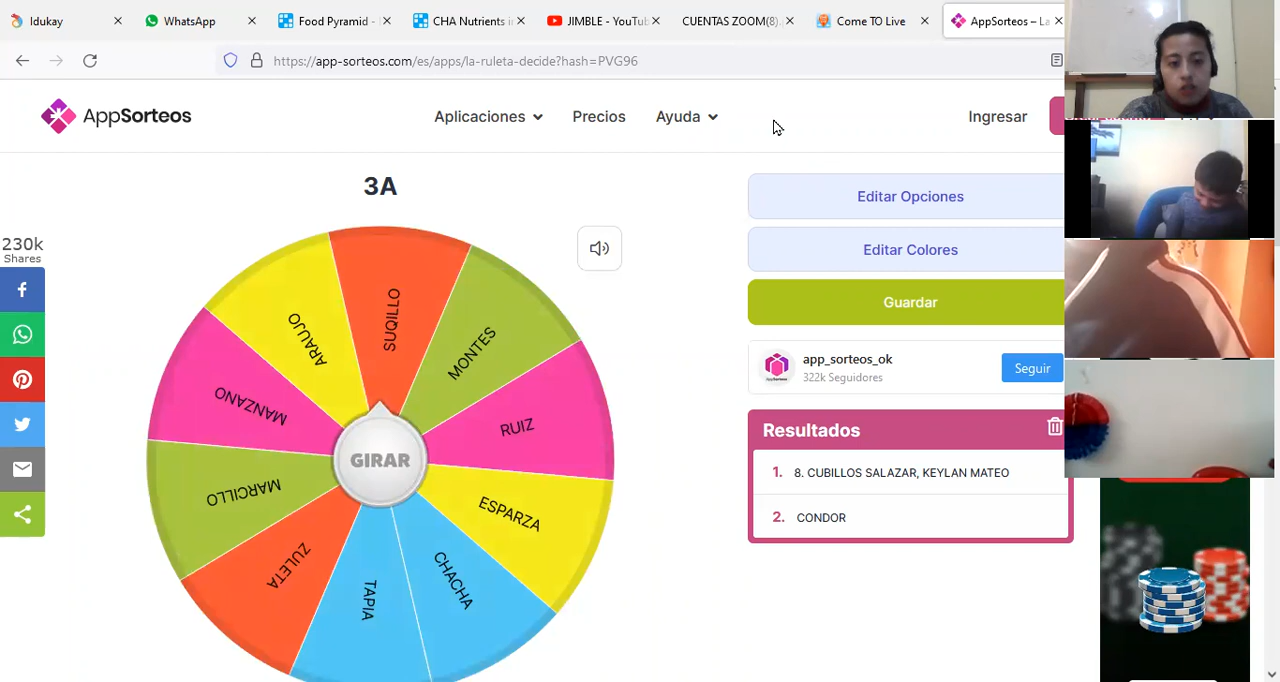 Idukay
WhatsApp
Food Pyramid -
CHA Nutrients i
JIMBLE - YouTu
CUENTAS ZOOM(8).
Come TO Live
AppSorteos – La
https://app-sorteos.com/es/apps/la-ruleta-decide?hash=PVG96
AppSorteos
Aplicaciones
Precios
Ayuda
Ingresar
3A
230k
Shares
SUQILLO
MONTES
RUIZ
ESPARZA
CHACHA
TAPIA
ZULETA
MARCILLO
MANZANO
ARAUJO
GIRAR
Editar Opciones
Editar Colores
Guardar
app_sorteos_ok
322k Seguidores
Seguir
Resultados
1. 8. CUBILLOS SALAZAR, KEYLAN MATEO
2. CONDOR